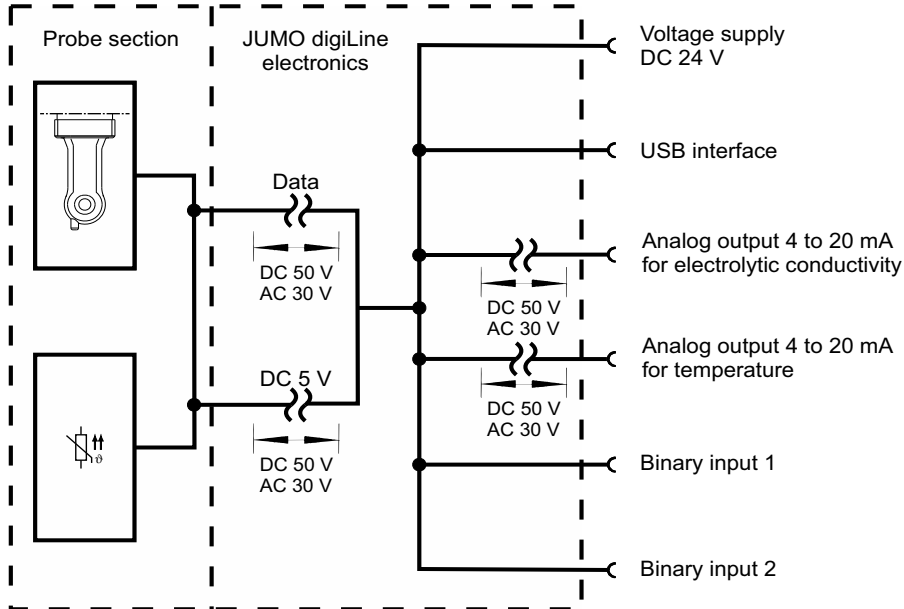 Probe section
JUMO digiLine
electronics
Voltage supply
DC 24 V
USB interface
Data
DC 50 V
AC 30 V
Analog output 4 to 20 mA
for electrolytic conductivity
DC 50 V
AC 30 V
Analog output 4 to 20 mA
for temperature
DC 50 V
AC 30 V
DC 5 V
DC 50 V
AC 30 V
ϑ
Binary input 1
Binary input 2